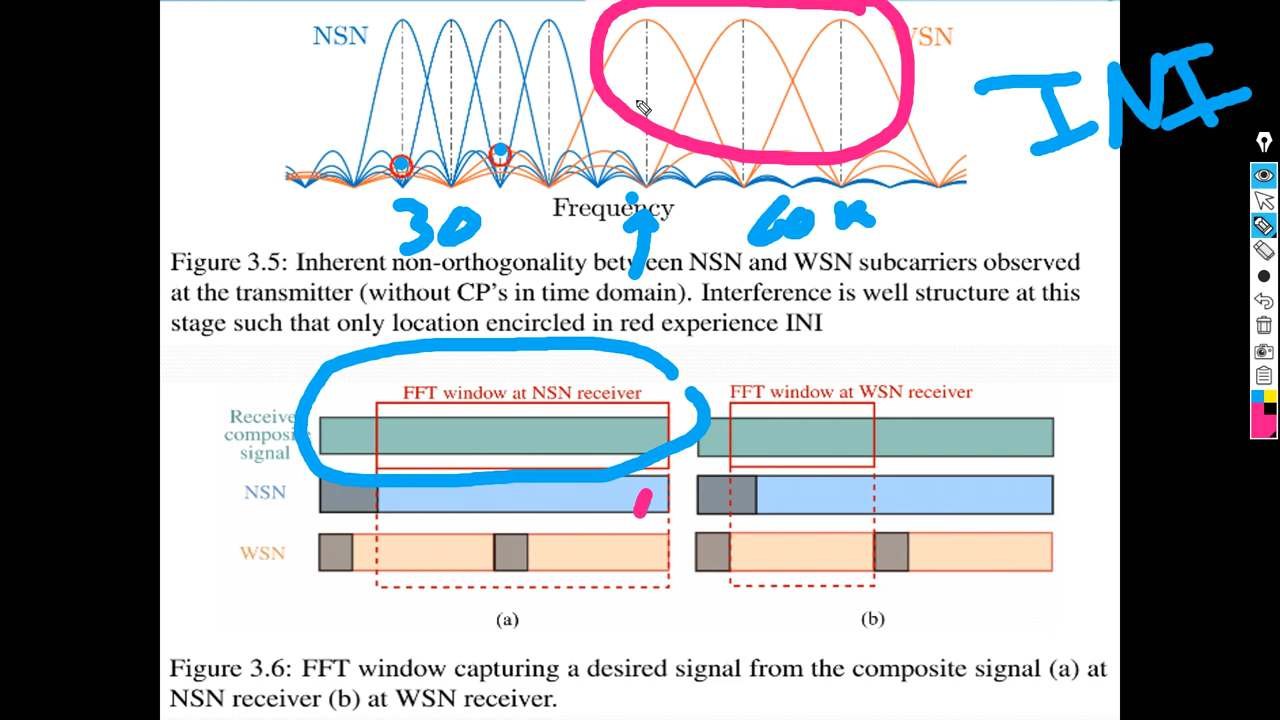 NSN
WSN
INI
Frequency
30
60 k
Figure 3.5: Inherent non-orthogonality between NSN and WSN subcarriers observed
at the transmitter (without CP's in time domain). Interference is well structure at this
stage such that only location encircled in red experience INI
FFT window at NSN receiver
FFT window at WSN receiver
Receive
composite
signal
NSN
WSN
(a)
(b)
Figure 3.6: FFT window capturing a desired signal from the composite signal (a) at
NSN receiver (b) at WSN receiver.